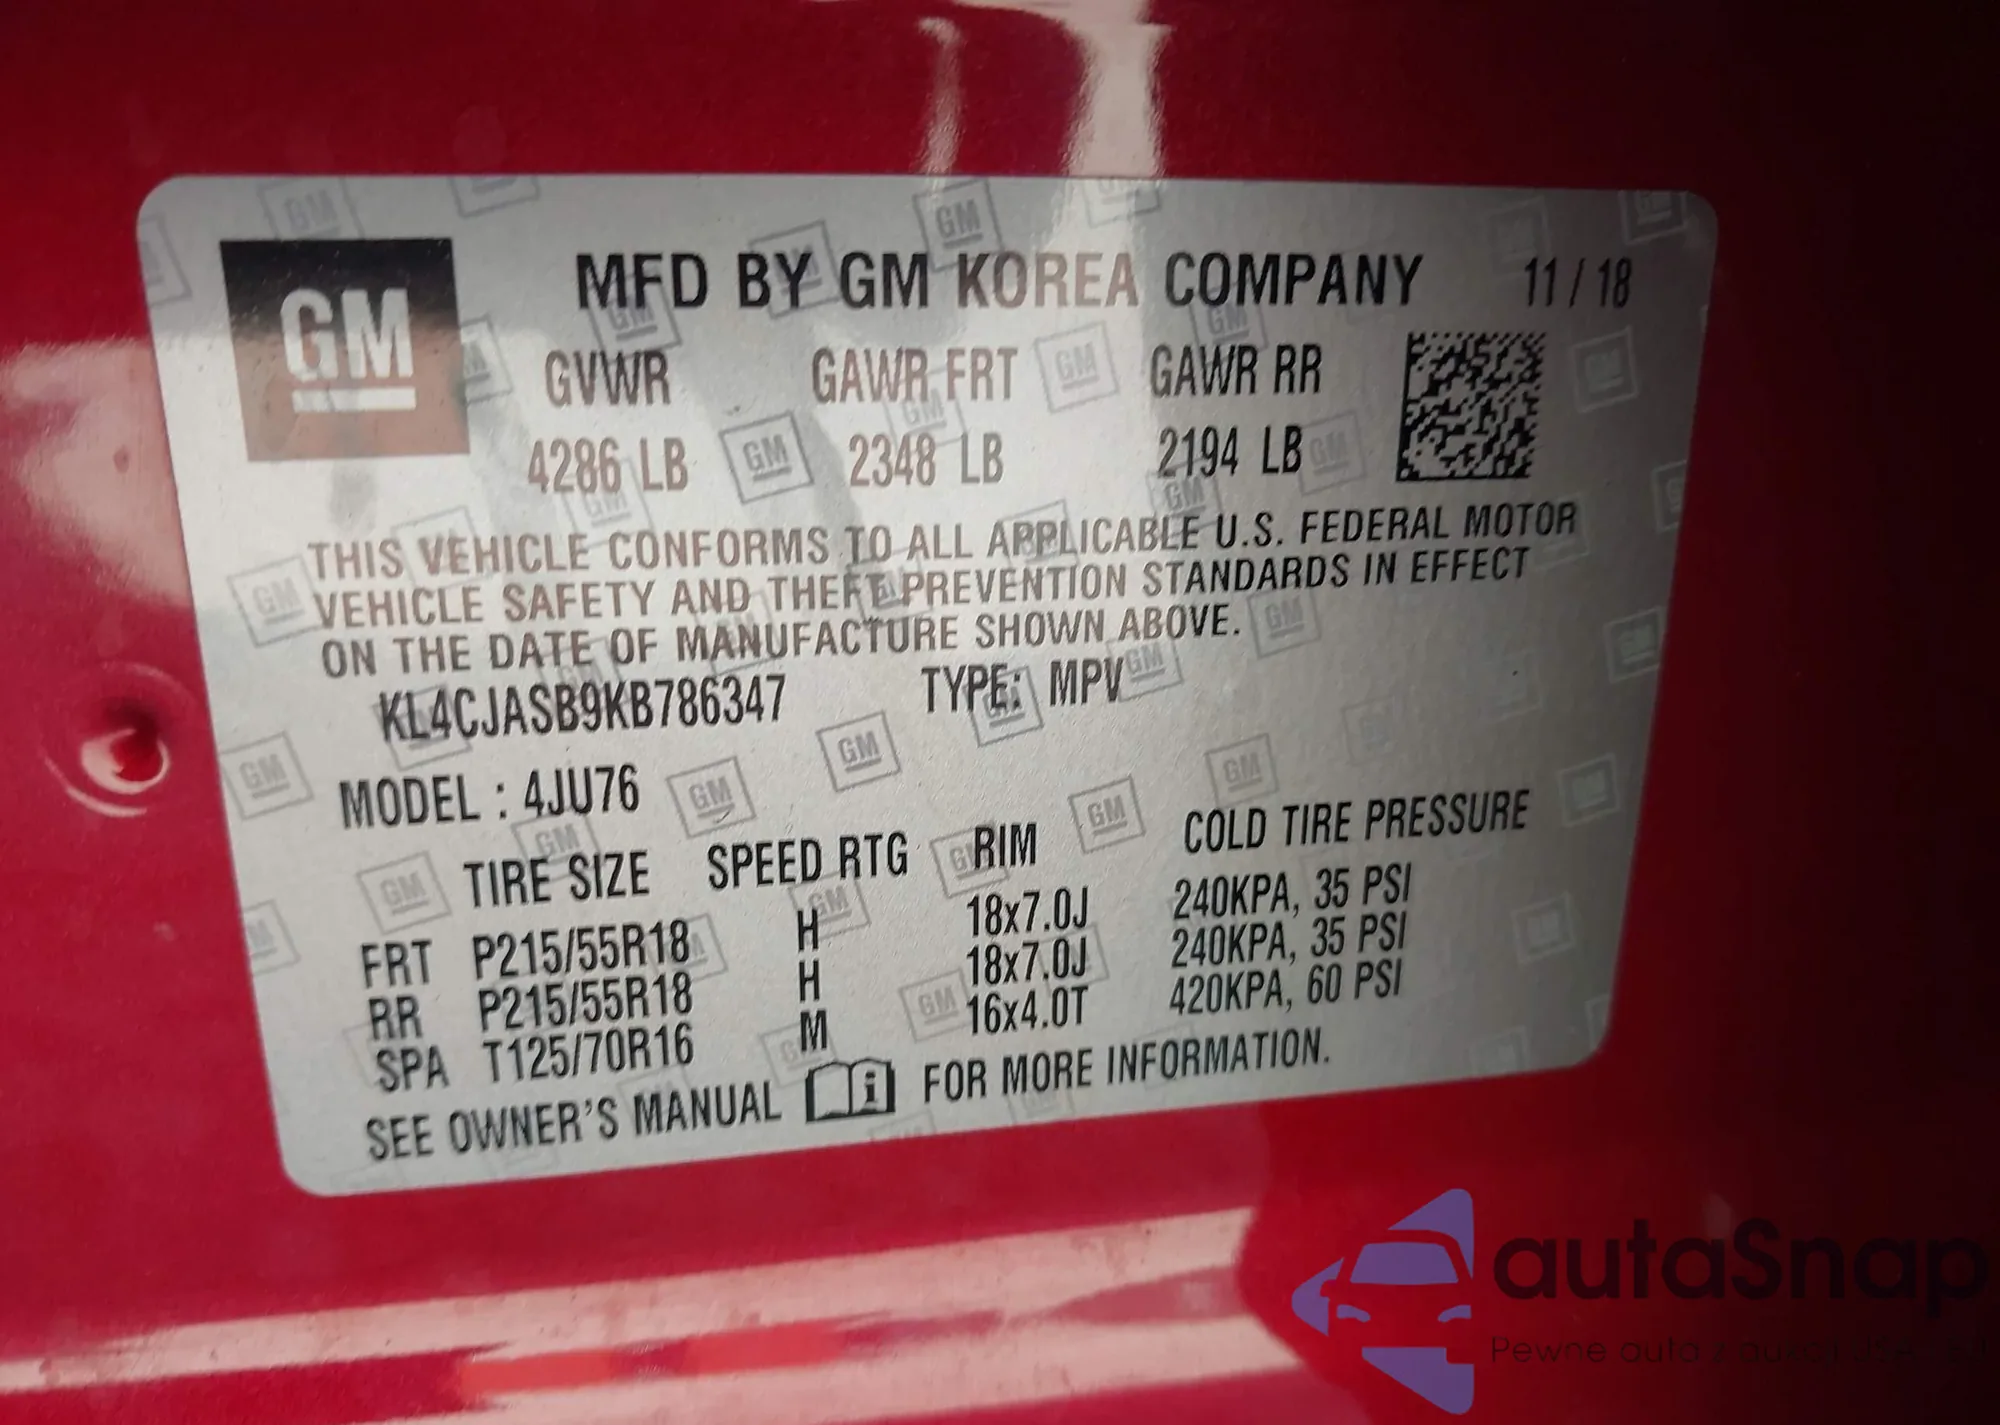 GM
MFD BY GM KOREA COMPANY 11 / 18
GVWR GAWR FRT GAWR RR
4286 LB 2348 LB 2194 LB
THIS VEHICLE CONFORMS TO ALL APPLICABLE U.S. FEDERAL MOTOR
VEHICLE SAFETY AND THEFT PREVENTION STANDARDS IN EFFECT
ON THE DATE OF MANUFACTURE SHOWN ABOVE.
KL4CJASB9KB786347 TYPE: MPV
MODEL : 4JU76
TIRE SIZE SPEED RTG RIM COLD TIRE PRESSURE
FRT P215/55R18 H 18x7.0J 240KPA, 35 PSI
RR P215/55R18 H 18x7.0J 240KPA, 35 PSI
SPA T125/70R16 M 16x4.0T 420KPA, 60 PSI
SEE OWNER'S MANUAL i FOR MORE INFORMATION.
autaSnap
Pewne auto z